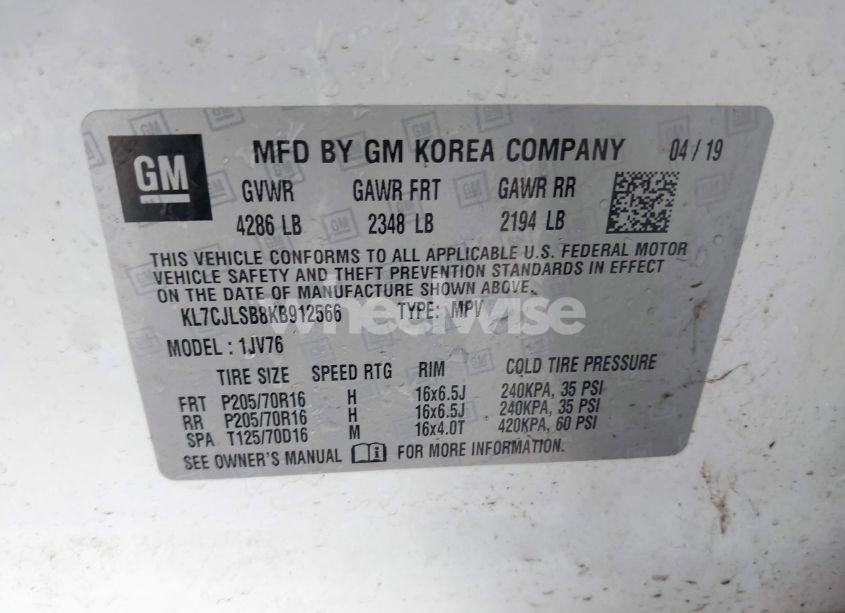 GM
MFD BY GM KOREA COMPANY 04/19
GVWR GAWR FRT GAWR RR
4286 LB 2348 LB 2194 LB
THIS VEHICLE CONFORMS TO ALL APPLICABLE U.S. FEDERAL MOTOR
VEHICLE SAFETY AND THEFT PREVENTION STANDARDS IN EFFECT
ON THE DATE OF MANUFACTURE SHOWN ABOVE.
KL7CJLSB8KB912566 TYPE: MPV
wheelwise
MODEL: 1JV76
TIRE SIZE SPEED RTG RIM COLD TIRE PRESSURE
FRT P205/70R16 H 16x6.5J 240KPA, 35 PSI
RR P205/70R16 H 16x6.5J 240KPA, 35 PSI
SPA T125/70D16 M 16x4.0T 420KPA, 60 PSI
SEE OWNER'S MANUAL FOR MORE INFORMATION.